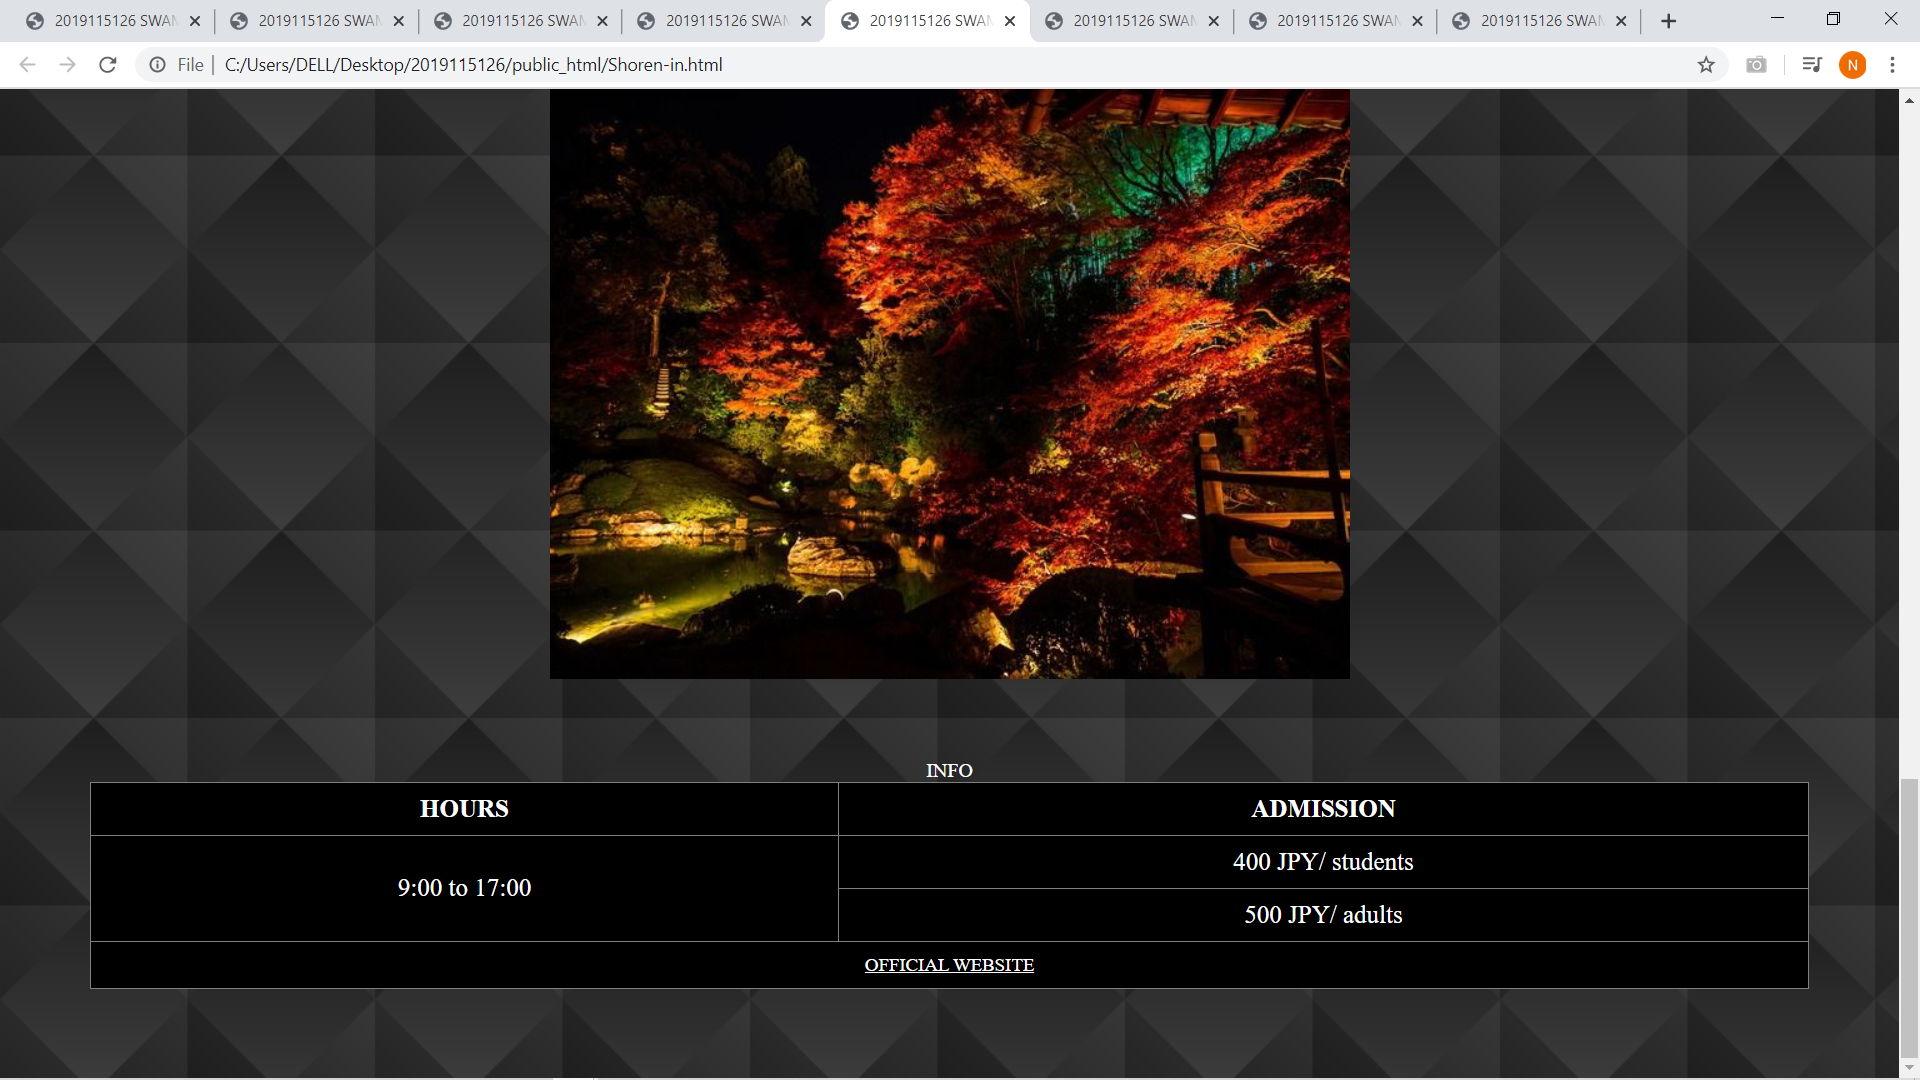 2019115126 SWAN
2019115126 SWAN
2019115126 SWAN
2019115126 SWAN
2019115126 SWAN
2019115126 SWAN
2019115126 SWAN
2019115126 SWAN
File
C:/Users/DELL/Desktop/2019115126/public_html/Shoren-in.html
N
INFO
HOURS
ADMISSION
9:00 to 17:00
400 JPY/ students
500 JPY/ adults
OFFICIAL WEBSITE